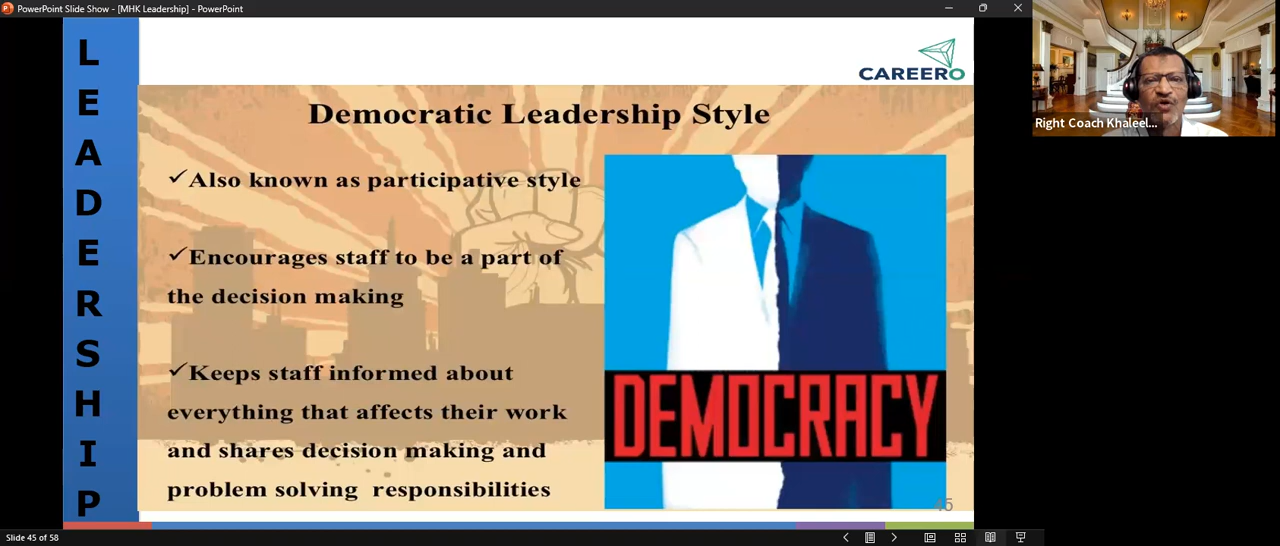 PowerPoint Slide Show - [MHK Leadership] - PowerPoint
LEADERSHIP
CAREERO
Democratic Leadership Style
✓Also known as participative style
✓Encourages staff to be a part of
the decision making
✓Keeps staff informed about
everything that affects their work
and shares decision making and
problem solving responsibilities
DEMOCRACY
45
Right Coach Khaleel...
Slide 45 of 58